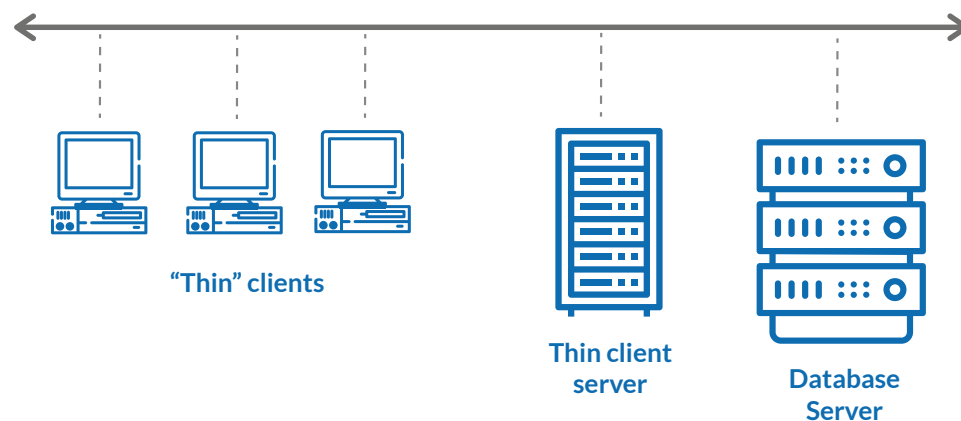 “Thin” clients
Thin client
server
Database
Server